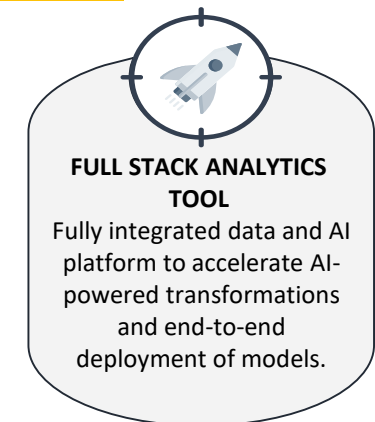 FULL STACK ANALYTICS
TOOL
Fully integrated data and AI
platform to accelerate AI-
powered transformations
and end-to-end
deployment of models.